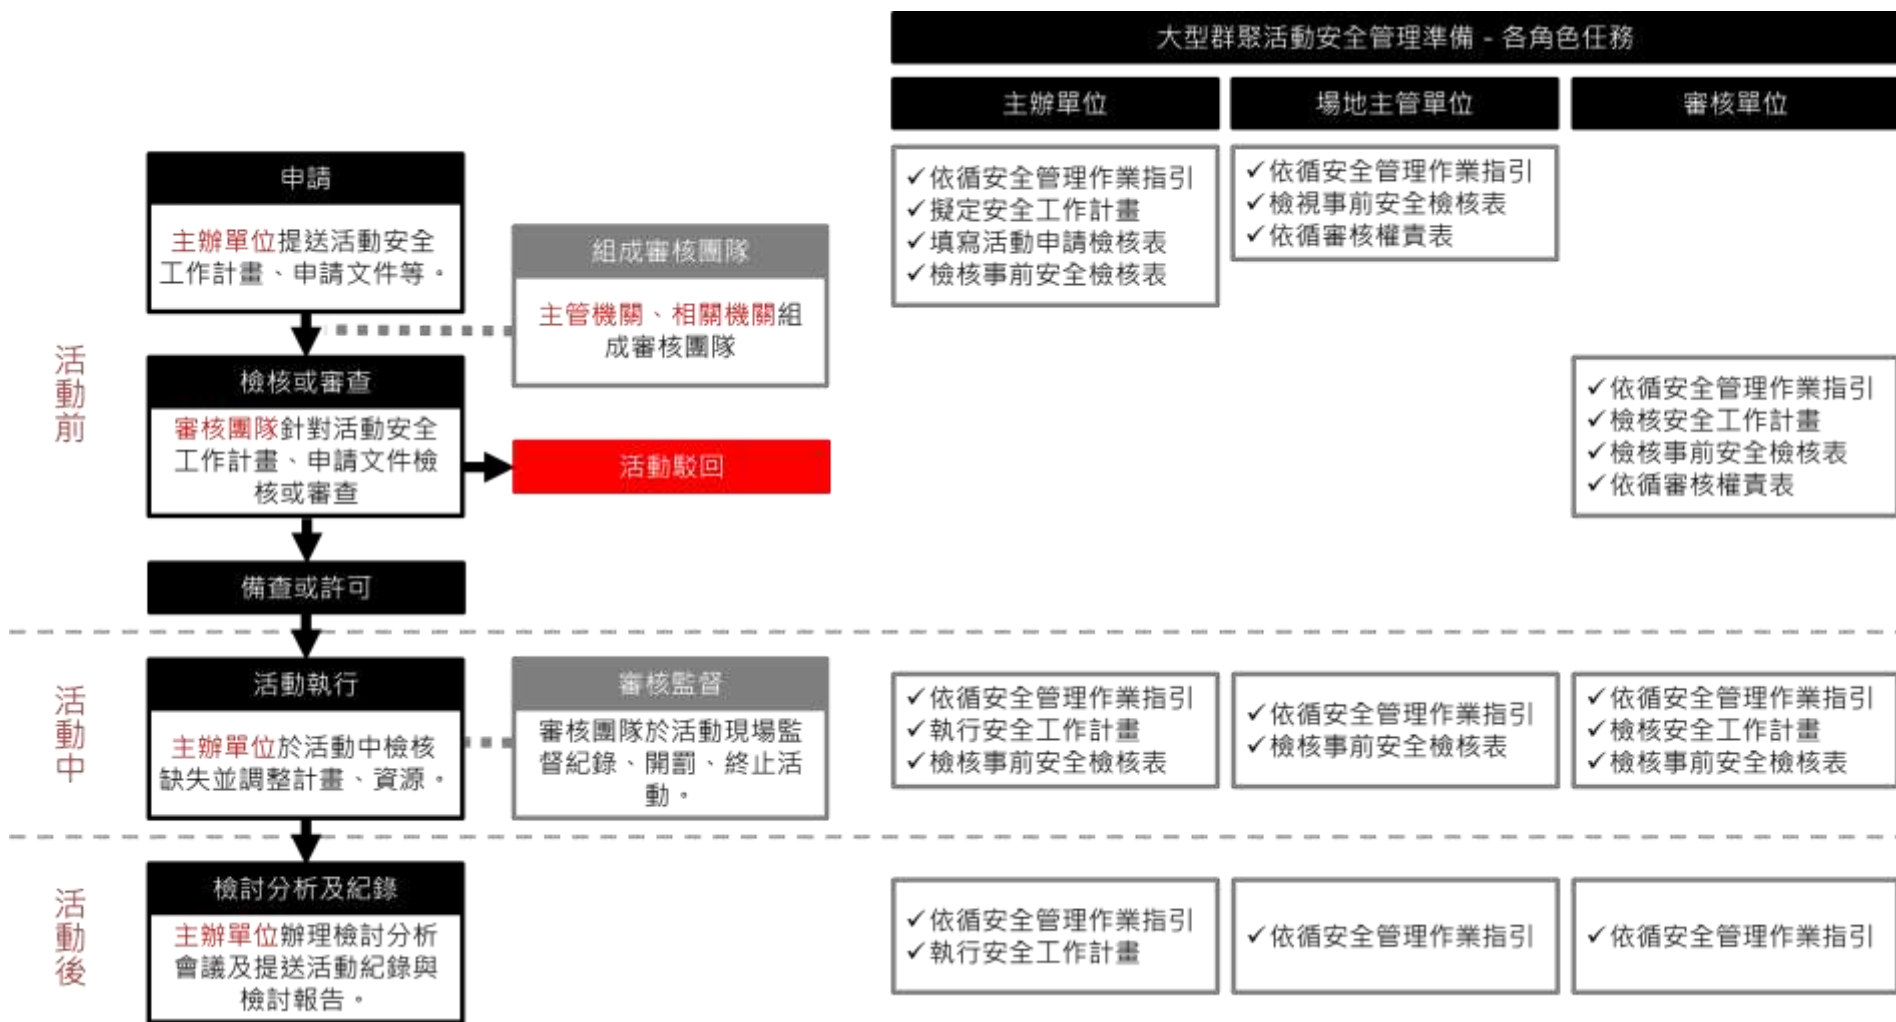 大型群聚活動安全管理準備 - 各角色任務
主辦單位
場地主管單位
審核單位
活動前
申請
主辦單位提送活動安全
工作計畫、申請文件等。
組成審核團隊
主管機關、相關機關組
成審核團隊
檢核或審查
審核團隊針對活動安全
工作計畫、申請文件檢
核或審查
活動駁回
備查或許可
✓依循安全管理作業指引
✓擬定安全工作計畫
✓填寫活動申請檢核表
✓檢核事前安全檢核表
✓依循安全管理作業指引
✓檢視事前安全檢核表
✓依循審核權責表
✓依循安全管理作業指引
✓檢核安全工作計畫
✓檢核事前安全檢核表
✓依循審核權責表
活動中
活動執行
主辦單位於活動中檢核
缺失並調整計畫、資源。
審核監督
審核團隊於活動現場監
督紀錄、開罰、終止活
動。
✓依循安全管理作業指引
✓執行安全工作計畫
✓檢核事前安全檢核表
✓依循安全管理作業指引
✓檢核事前安全檢核表
✓依循安全管理作業指引
✓檢核安全工作計畫
✓檢核事前安全檢核表
活動後
檢討分析及紀錄
主辦單位辦理檢討分析
會議及提送活動紀錄與
檢討報告。
✓依循安全管理作業指引
✓執行安全工作計畫
✓依循安全管理作業指引
✓依循安全管理作業指引